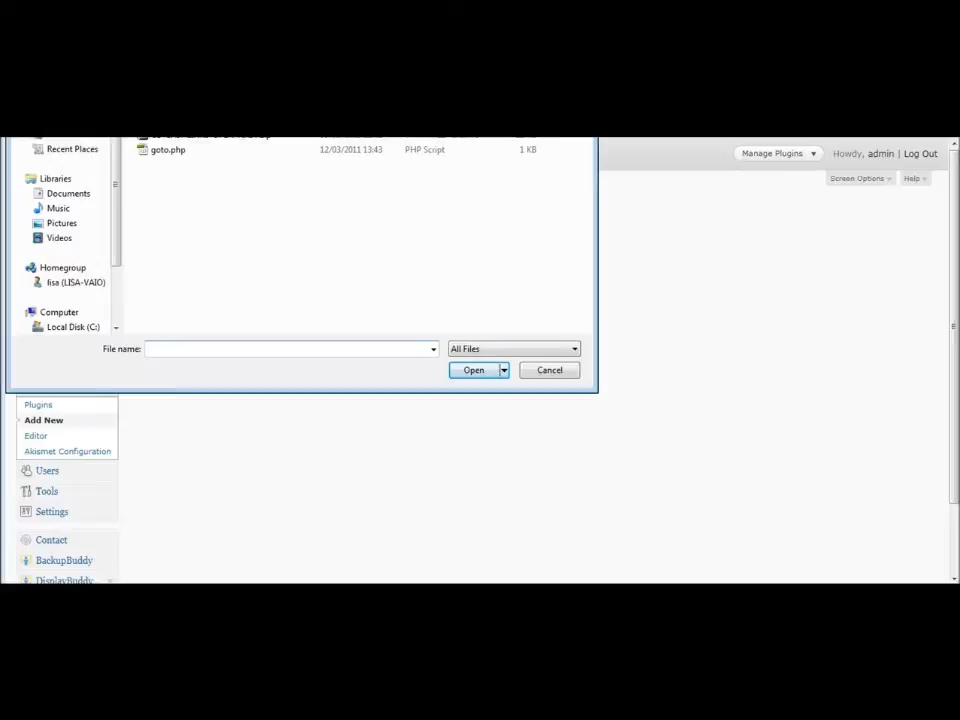 Recent Places
goto.php 12/03/2011 13:43 PHP Script 1 KB
Manage Plugins Howdy, admin | Log Out
Screen Options Help
Libraries
Documents
Music
Pictures
Videos
Homegroup
lisa (LISA-VAIO)
Computer
Local Disk (C:)
File name: All Files
Open Cancel
Plugins
Add New
Editor
Akismet Configuration
Users
Tools
Settings
Contact
BackupBuddy
DisplayBuddy